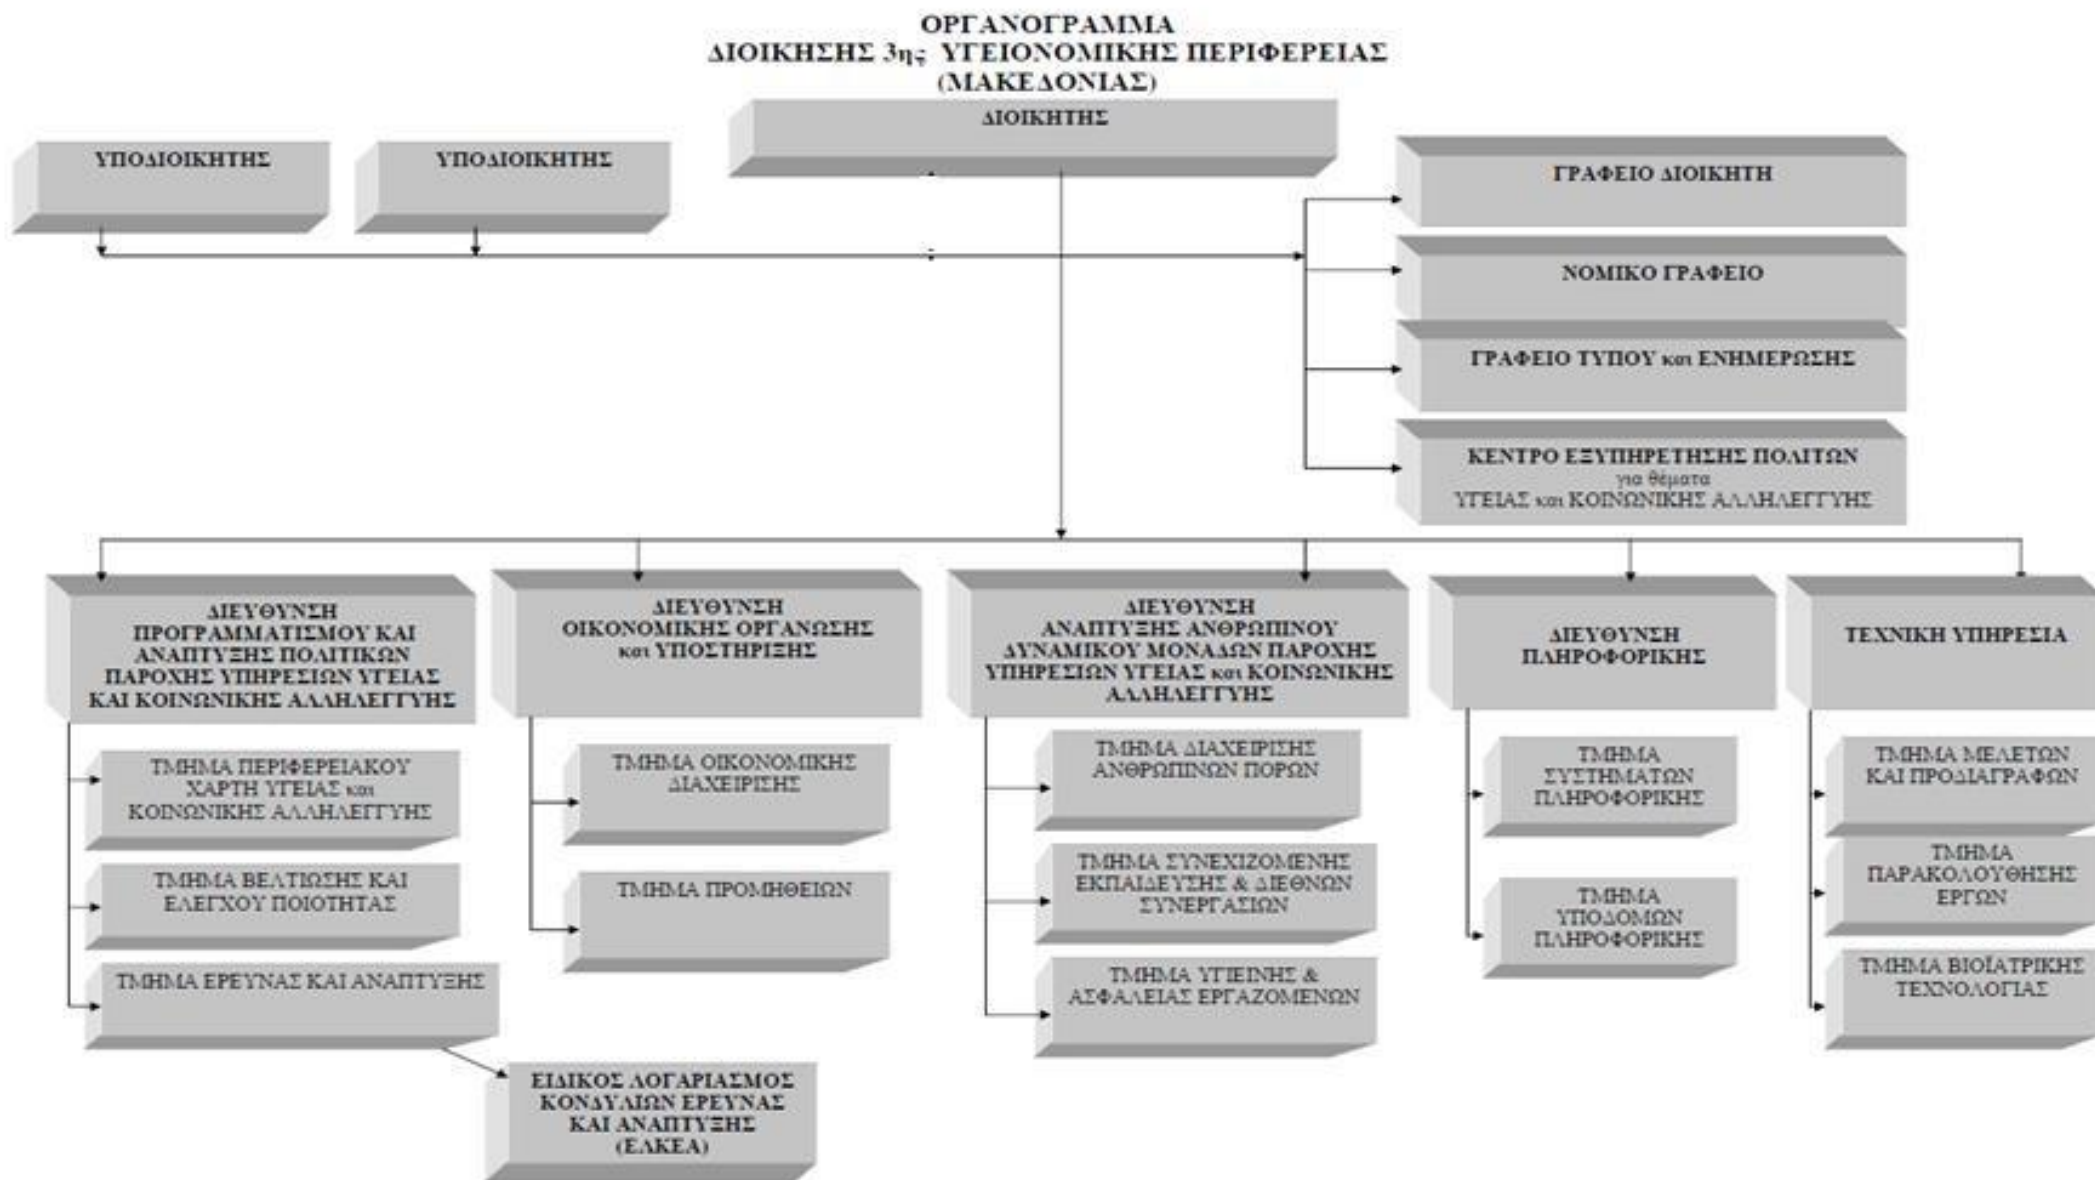 ΟΡΓΑΝΟΓΡΑΜΜΑ
ΔΙΟΙΚΗΣΗΣ 3ης ΥΓΕΙΟΝΟΜΙΚΗΣ ΠΕΡΙΦΕΡΕΙΑΣ
(ΜΑΚΕΔΟΝΙΑΣ)
ΔΙΟΙΚΗΤΗΣ
ΥΠΟΔΙΟΙΚΗΤΗΣ
ΥΠΟΔΙΟΙΚΗΤΗΣ
ΓΡΑΦΕΙΟ ΔΙΟΙΚΗΤΗ
ΝΟΜΙΚΟ ΓΡΑΦΕΙΟ
ΓΡΑΦΕΙΟ ΤΥΠΟΥ και ΕΝΗΜΕΡΩΣΗΣ
ΚΕΝΤΡΟ ΕΞΥΠΗΡΕΤΗΣΗΣ ΠΟΛΙΤΩΝ
για θέματα
ΥΓΕΙΑΣ και ΚΟΙΝΩΝΙΚΗΣ ΑΛΛΗΛΕΓΓΥΗΣ
ΔΙΕΥΘΥΝΣΗ
ΠΡΟΓΡΑΜΜΑΤΙΣΜΟΥ ΚΑΙ
ΑΝΑΠΤΥΞΗΣ ΠΟΛΙΤΙΚΩΝ
ΠΑΡΟΧΗΣ ΥΠΗΡΕΣΙΩΝ ΥΓΕΙΑΣ
ΚΑΙ ΚΟΙΝΩΝΙΚΗΣ ΑΛΛΗΛΕΓΓΥΗΣ
ΤΜΗΜΑ ΠΕΡΙΦΕΡΕΙΑΚΟΥ
ΧΑΡΤΗ ΥΓΕΙΑΣ και
ΚΟΙΝΩΝΙΚΗΣ ΑΛΛΗΛΕΓΓΥΗΣ
ΤΜΗΜΑ ΒΕΛΤΙΩΣΗΣ ΚΑΙ
ΕΛΕΓΧΟΥ ΠΟΙΟΤΗΤΑΣ
ΤΜΗΜΑ ΕΡΕΥΝΑΣ ΚΑΙ ΑΝΑΠΤΥΞΗΣ
ΕΙΔΙΚΟΣ ΛΟΓΑΡΙΑΣΜΟΣ
ΚΟΝΔΥΛΙΩΝ ΕΡΕΥΝΑΣ
ΚΑΙ ΑΝΑΠΤΥΞΗΣ
(ΕΛΚΕΑ)
ΔΙΕΥΘΥΝΣΗ
ΟΙΚΟΝΟΜΙΚΗΣ ΟΡΓΑΝΩΣΗΣ
και ΥΠΟΣΤΗΡΙΞΗΣ
ΤΜΗΜΑ ΟΙΚΟΝΟΜΙΚΗΣ
ΔΙΑΧΕΙΡΙΣΗΣ
ΤΜΗΜΑ ΠΡΟΜΗΘΕΙΩΝ
ΔΙΕΥΘΥΝΣΗ
ΑΝΑΠΤΥΞΗΣ ΑΝΘΡΩΠΙΝΟΥ
ΔΥΝΑΜΙΚΟΥ ΜΟΝΑΔΩΝ ΠΑΡΟΧΗΣ
ΥΠΗΡΕΣΙΩΝ ΥΓΕΙΑΣ και ΚΟΙΝΩΝΙΚΗΣ
ΑΛΛΗΛΕΓΓΥΗΣ
ΤΜΗΜΑ ΔΙΑΧΕΙΡΙΣΗΣ
ΑΝΘΡΩΠΙΝΩΝ ΠΟΡΩΝ
ΤΜΗΜΑ ΣΥΝΕΧΙΖΟΜΕΝΗΣ
ΕΚΠΑΙΔΕΥΣΗΣ & ΔΙΕΘΝΩΝ
ΣΥΝΕΡΓΑΣΙΩΝ
ΤΜΗΜΑ ΥΓΙΕΙΝΗΣ &
ΑΣΦΑΛΕΙΑΣ ΕΡΓΑΖΟΜΕΝΩΝ
ΔΙΕΥΘΥΝΣΗ
ΠΛΗΡΟΦΟΡΙΚΗΣ
ΤΜΗΜΑ
ΣΥΣΤΗΜΑΤΩΝ
ΠΛΗΡΟΦΟΡΙΚΗΣ
ΤΜΗΜΑ
ΥΠΟΔΟΜΩΝ
ΠΛΗΡΟΦΟΡΙΚΗΣ
ΤΕΧΝΙΚΗ ΥΠΗΡΕΣΙΑ
ΤΜΗΜΑ ΜΕΛΕΤΩΝ
ΚΑΙ ΠΡΟΔΙΑΓΡΑΦΩΝ
ΤΜΗΜΑ
ΠΑΡΑΚΟΛΟΥΘΗΣΗΣ
ΕΡΓΩΝ
ΤΜΗΜΑ ΒΙΟΪΑΤΡΙΚΗΣ
ΤΕΧΝΟΛΟΓΙΑΣ